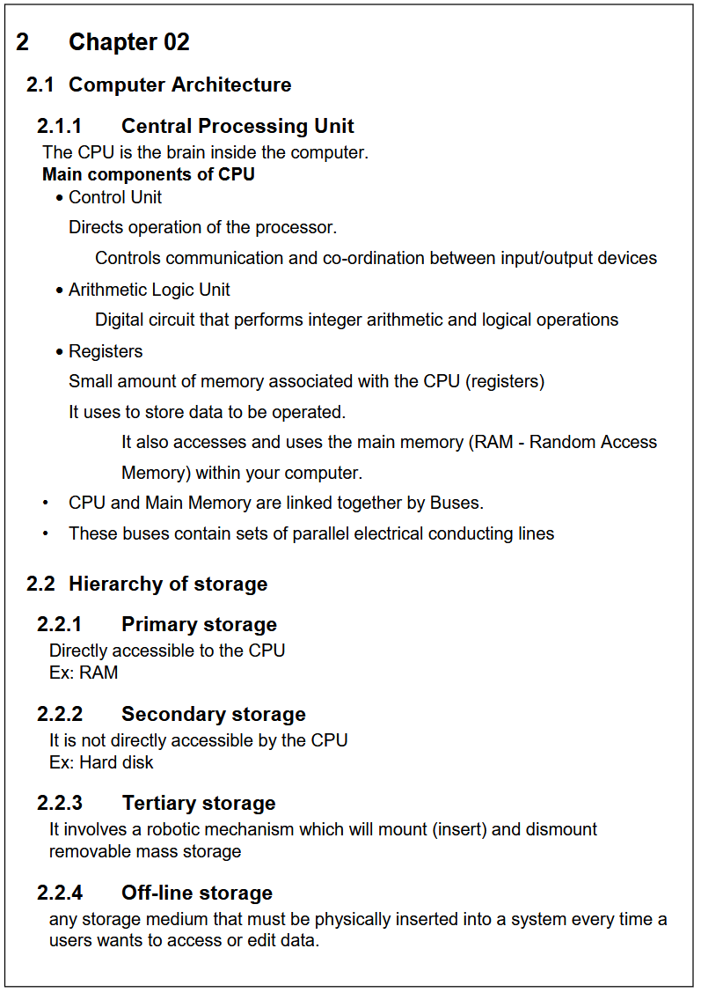 2 Chapter 02
2.1 Computer Architecture
2.1.1 Central Processing Unit
The CPU is the brain inside the computer.
Main components of CPU
• Control Unit
Directs operation of the processor.
Controls communication and co-ordination between input/output devices
• Arithmetic Logic Unit
Digital circuit that performs integer arithmetic and logical operations
• Registers
Small amount of memory associated with the CPU (registers)
It uses to store data to be operated.
It also accesses and uses the main memory (RAM - Random Access
Memory) within your computer.
• CPU and Main Memory are linked together by Buses.
• These buses contain sets of parallel electrical conducting lines
2.2 Hierarchy of storage
2.2.1 Primary storage
Directly accessible to the CPU
Ex: RAM
2.2.2 Secondary storage
It is not directly accessible by the CPU
Ex: Hard disk
2.2.3 Tertiary storage
It involves a robotic mechanism which will mount (insert) and dismount
removable mass storage
2.2.4 Off-line storage
any storage medium that must be physically inserted into a system every time a
users wants to access or edit data.